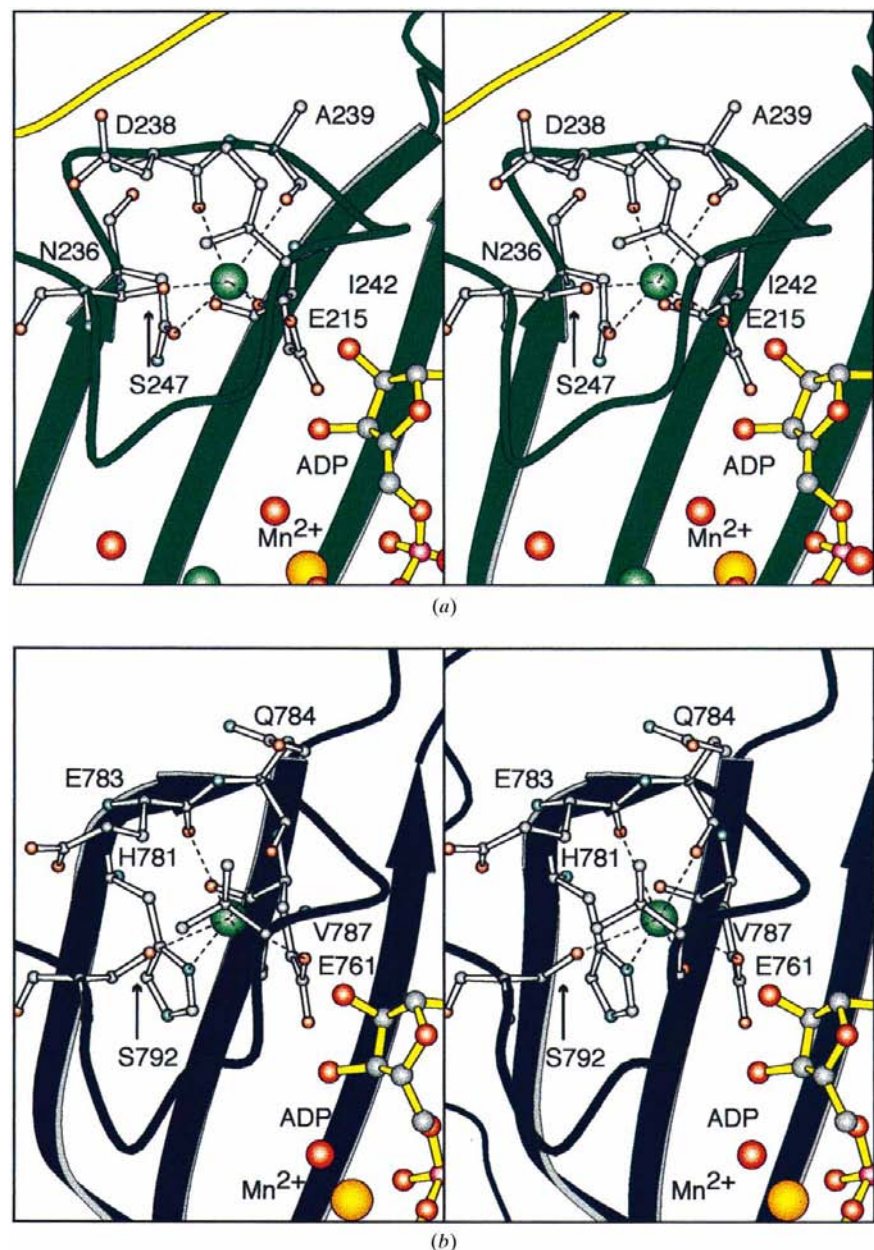 D238 A239 D238 A239
N236 N236
I242 I242
E215 E215
S247 S247
ADP ADP
Mn2+ Mn2+
(a)
Q784 Q784
E783 E783
H781 H781
V787 V787
E761 E761
S792 S792
ADP ADP
Mn2+ Mn2+
(b)